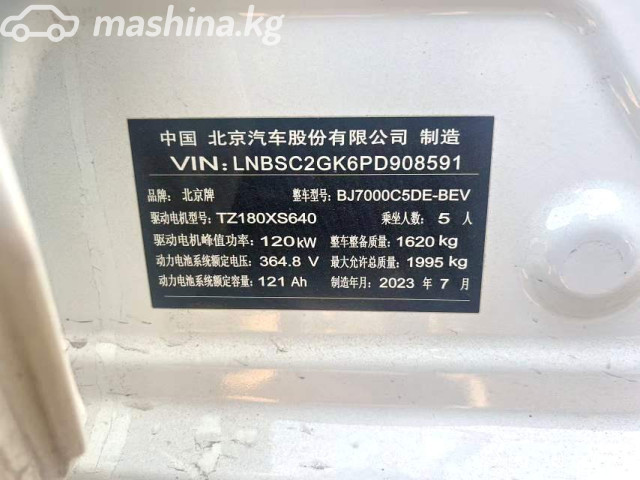 mashina.kg
中国 北京汽车股份有限公司 制造
VIN: LNBSC2GK6PD908591
品牌: 北京牌 整车型号: BJ7000C5DE-BEV
驱动电机型号: TZ180XS640 乘坐人数: 5 人
驱动电机峰值功率: 120kW 整车整备质量: 1620 kg
动力电池系统额定电压: 364.8 V 最大允许总质量: 1995 kg
动力电池系统额定容量: 121 Ah 制造年月: 2023 年 7 月